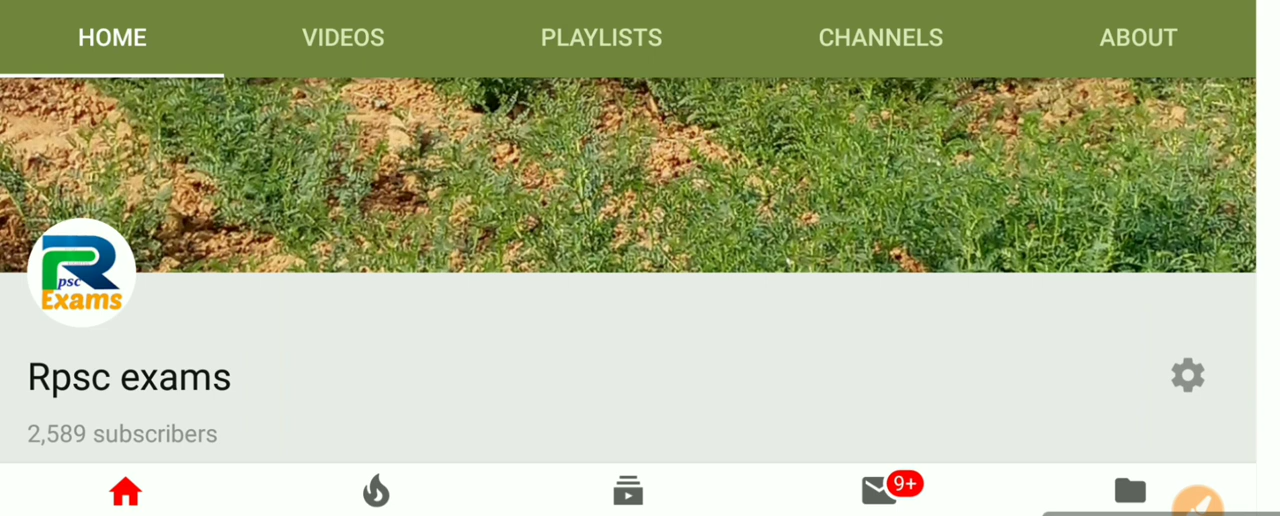 HOME VIDEOS PLAYLISTS CHANNELS ABOUT
R
psc
Exams
Rpsc exams
2,589 subscribers
9+